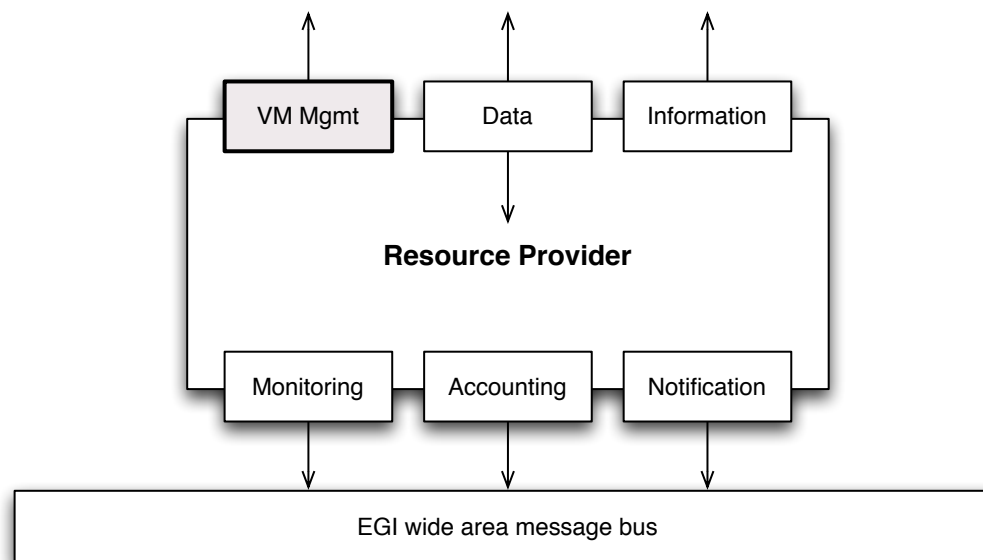 VM Mgmt
Data
Information
Resource Provider
Monitoring
Accounting
Notification
EGI wide area message bus